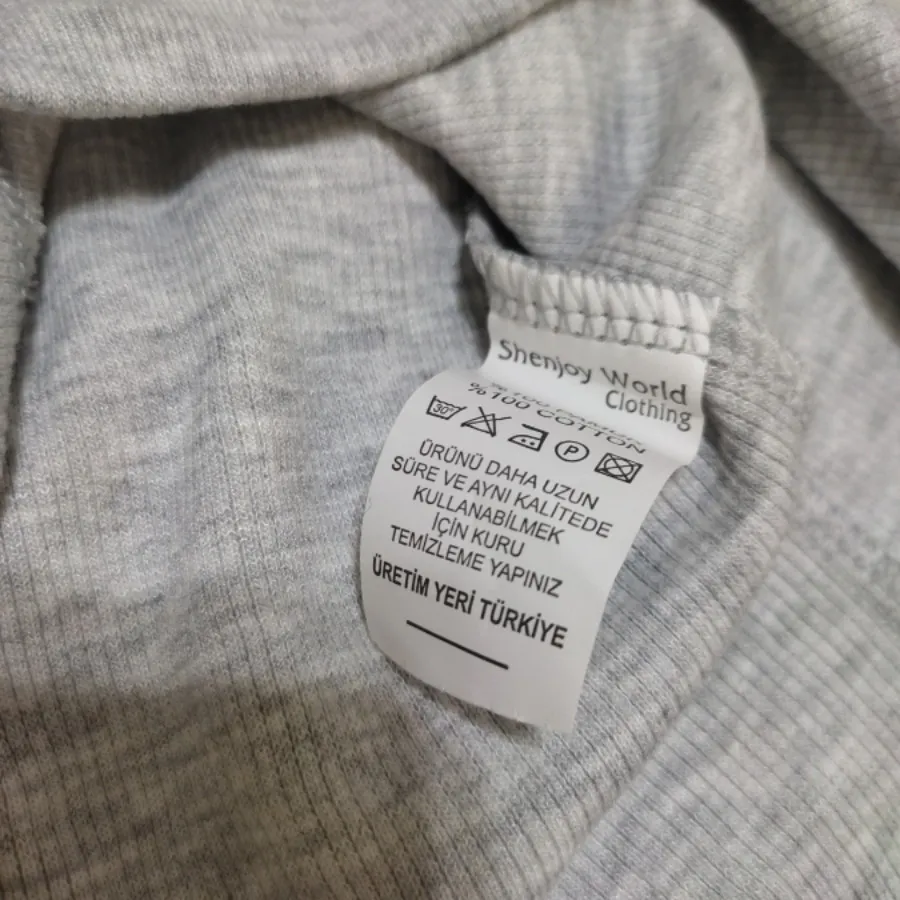 Shenjoy World
Clothing
%100 COTTON
30°
P
ÜRÜNÜ DAHA UZUN
SÜRE VE AYNI KALİTEDE
KULLANABİLMEK
İÇİN KURU
TEMİZLEME YAPINIZ
ÜRETİM YERİ TÜRKİYE